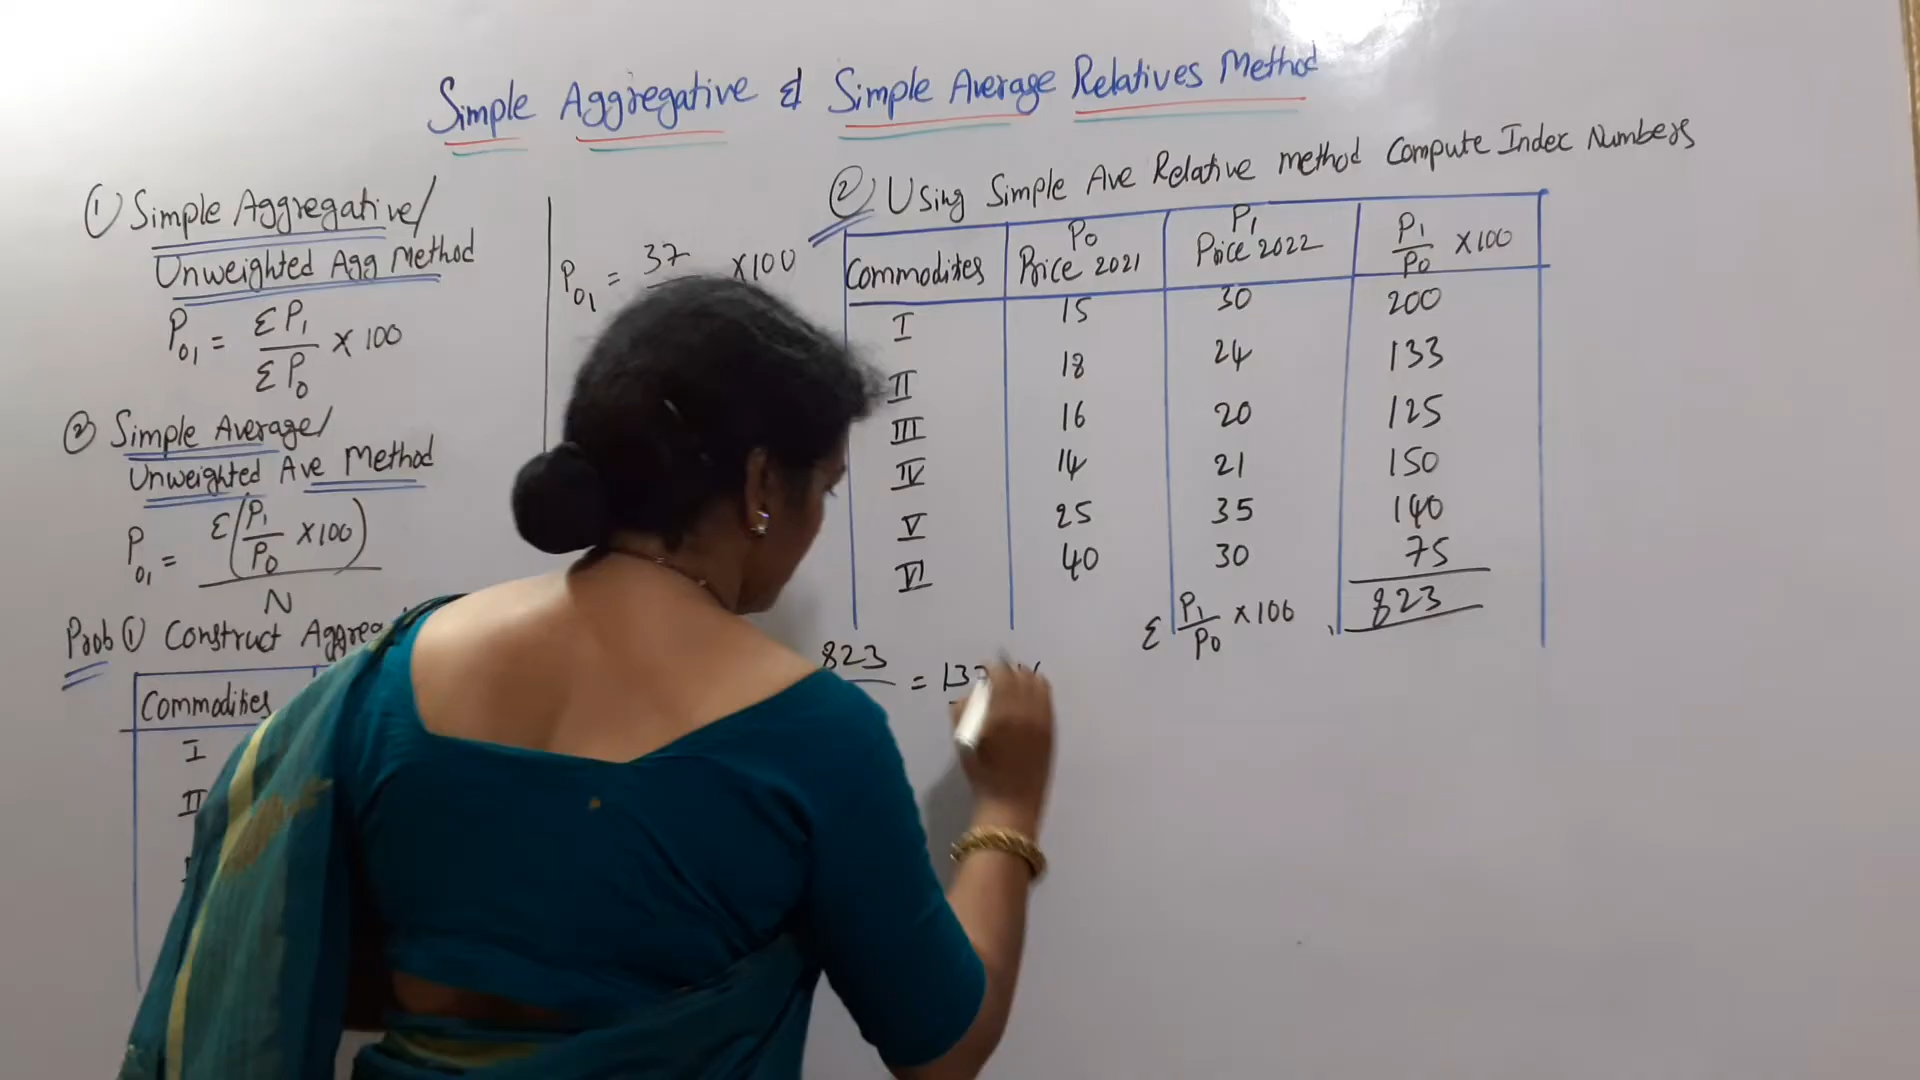 Simple Aggregative & Simple Average Relatives Method
① Simple Aggregative/
Unweighted Agg Method
P01 = ΣP1 / ΣP0 × 100
② Simple Average/
Unweighted Ave Method
P01 = Σ(P1/P0 ×100) / N
Prob ① Construct
Commodities
I
II
P01 = 37 ×100
② Using Simple Ave Relative method Compute Index Numbers
Commodities P0 Price 2021 P1 Price 2022 P1/P0 ×100
I 15 30 200
II 18 24 133
III 16 20 125
IV 14 21 150
V 25 35 140
VI 40 30 75
Σ P1/P0 ×100 823
823 =